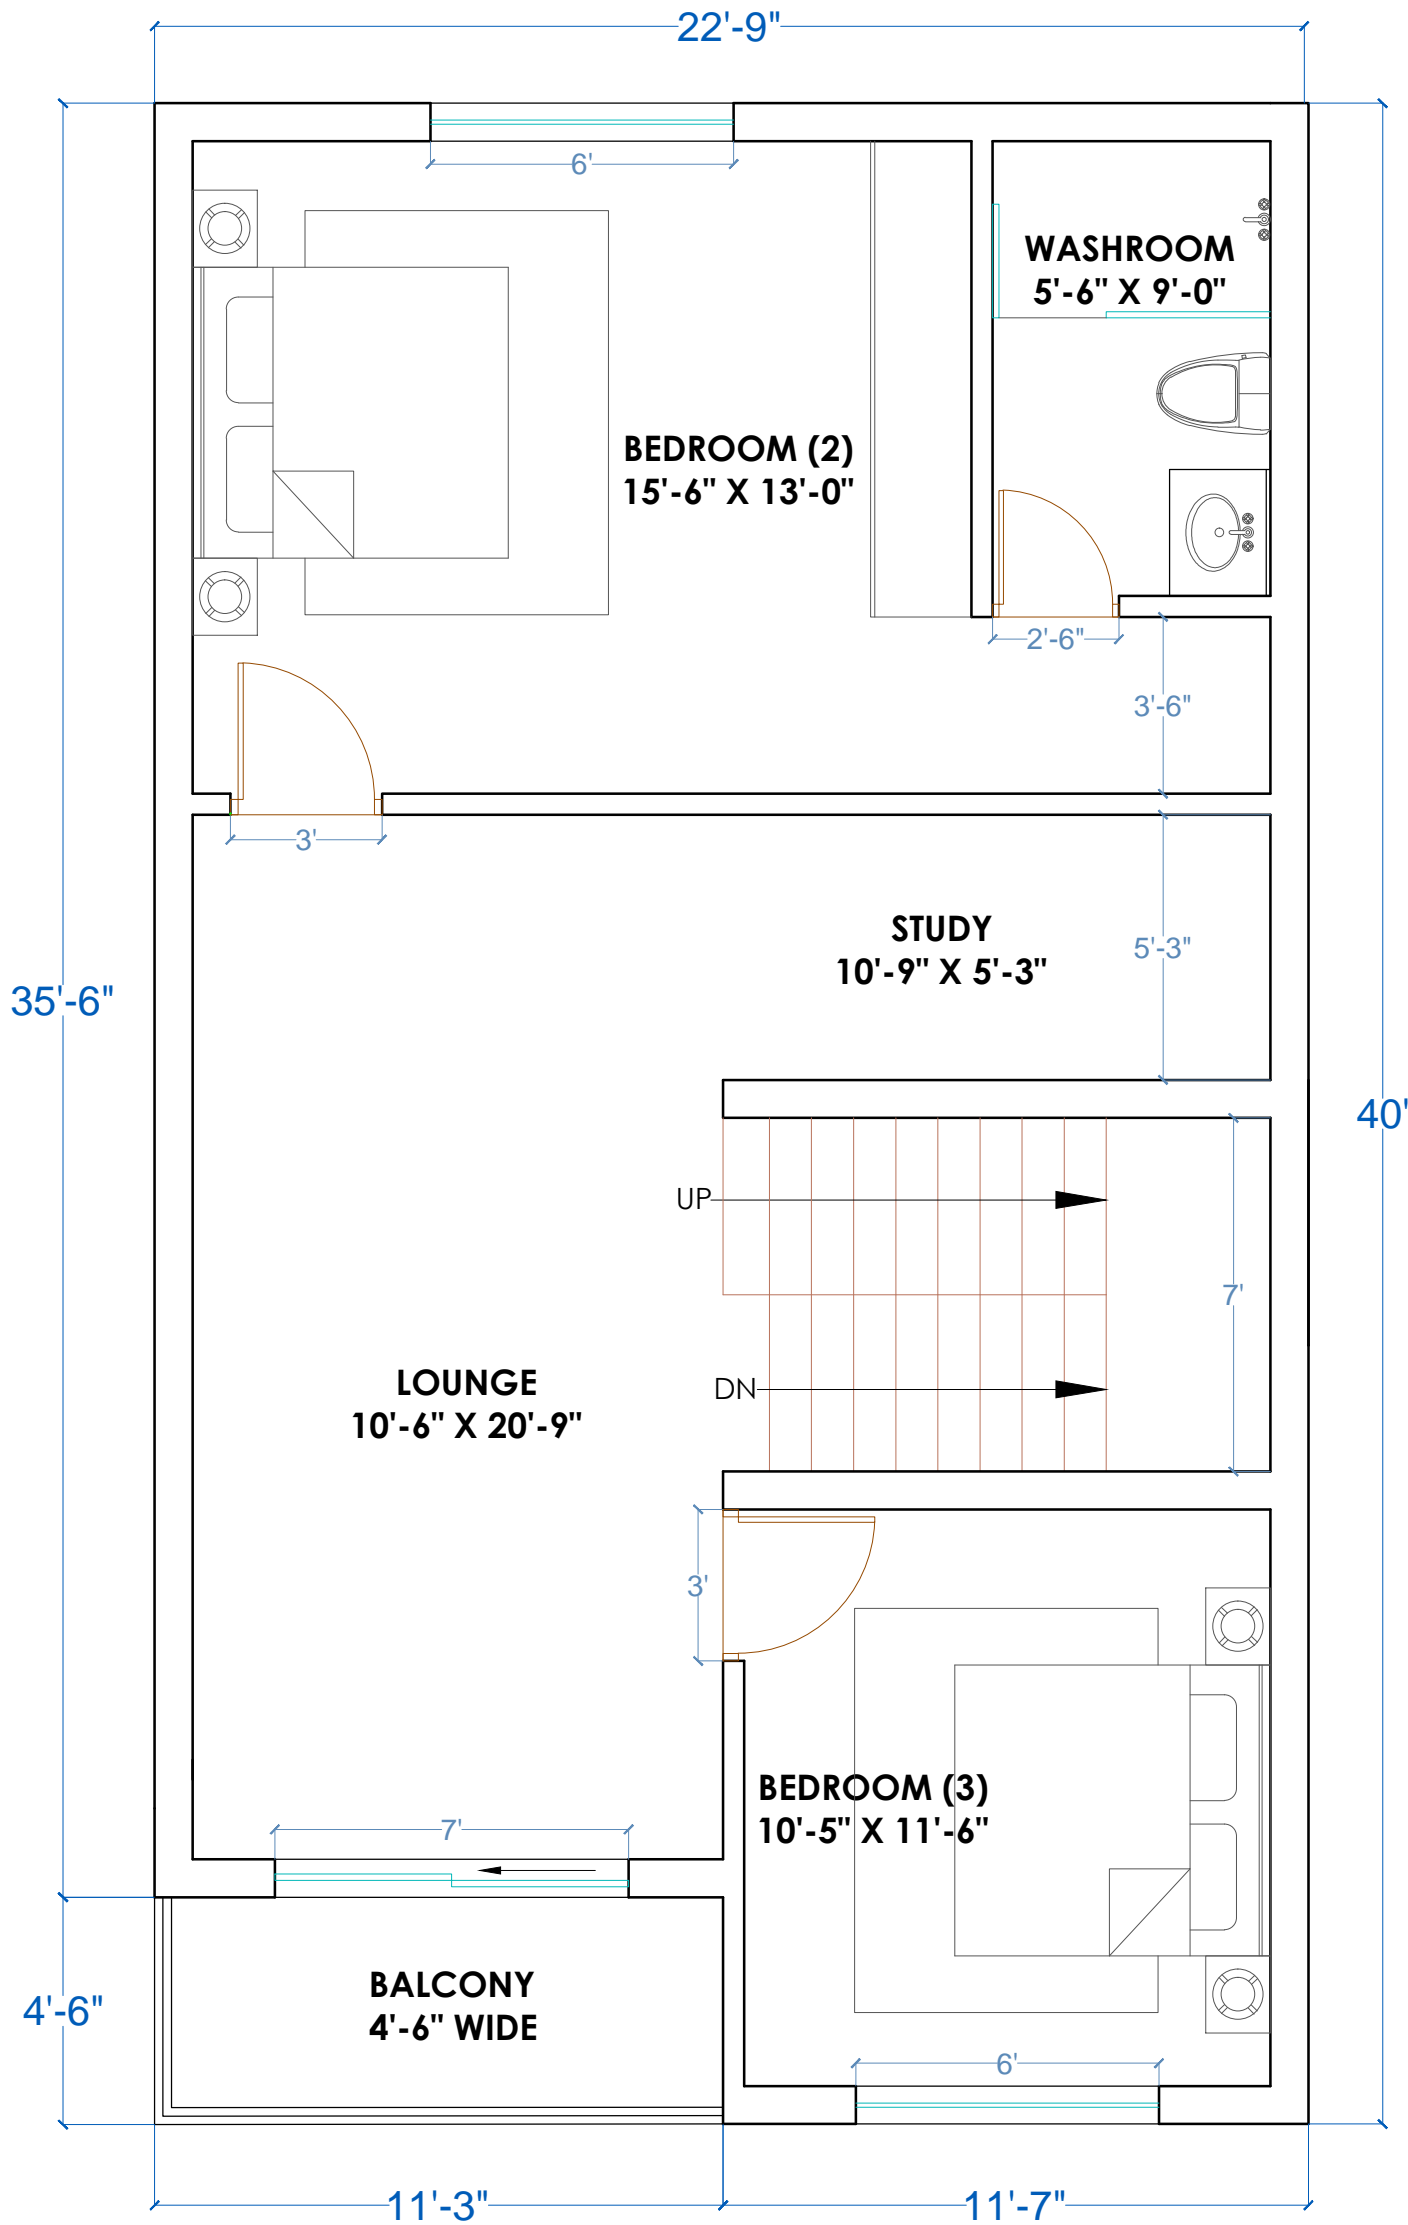 22'-9"
6'
WASHROOM
5'-6" X 9'-0"
BEDROOM (2)
15'-6" X 13'-0"
2'-6"
3'-6"
3'
STUDY
10'-9" X 5'-3"
5'-3"
35'-6"
40'
UP
7'
DN
LOUNGE
10'-6" X 20'-9"
3'
BEDROOM (3)
10'-5" X 11'-6"
7'
BALCONY
4'-6" WIDE
4'-6"
6'
11'-3"
11'-7"